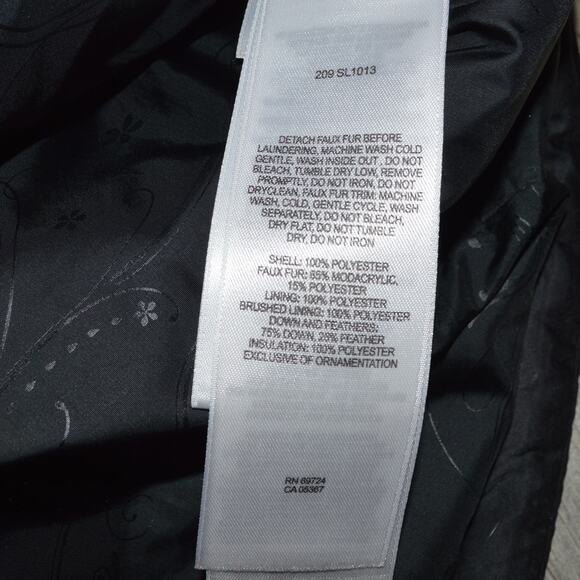 209 SL1013
DETACH FAUX FUR BEFORE
LAUNDERING, MACHINE WASH COLD
GENTLE, WASH INSIDE OUT, DO NOT
BLEACH, TUMBLE DRY LOW, REMOVE
PROMPTLY, DO NOT IRON, DO NOT
DRYCLEAN, FAUX FUR TRIM: MACHINE
WASH, COLD, GENTLE CYCLE, WASH
SEPARATELY, DO NOT BLEACH,
DRY FLAT, DO NOT TUMBLE
DRY, DO NOT IRON
SHELL: 100% POLYESTER
FAUX FUR: 85% MODACRYLIC,
15% POLYESTER
LINING: 100% POLYESTER
BRUSHED LINING: 100% POLYESTER
DOWN AND FEATHERS:
75% DOWN, 25% FEATHER
INSULATION: 100% POLYESTER
EXCLUSIVE OF ORNAMENTATION
RN 69724
CA 05367